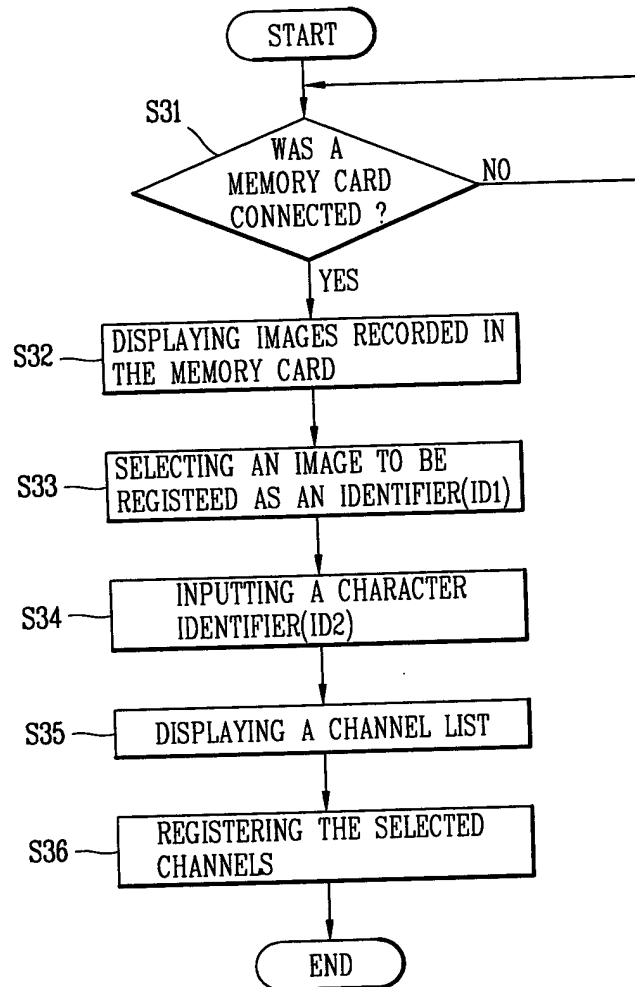 START
S31
WAS A
MEMORY CARD
CONNECTED ?
NO
YES
S32
DISPLAYING IMAGES RECORDED IN
THE MEMORY CARD
S33
SELECTING AN IMAGE TO BE
REGISTEED AS AN IDENTIFIER(ID1)
S34
INPUTTING A CHARACTER
IDENTIFIER(ID2)
S35
DISPLAYING A CHANNEL LIST
S36
REGISTERING THE SELECTED
CHANNELS
END